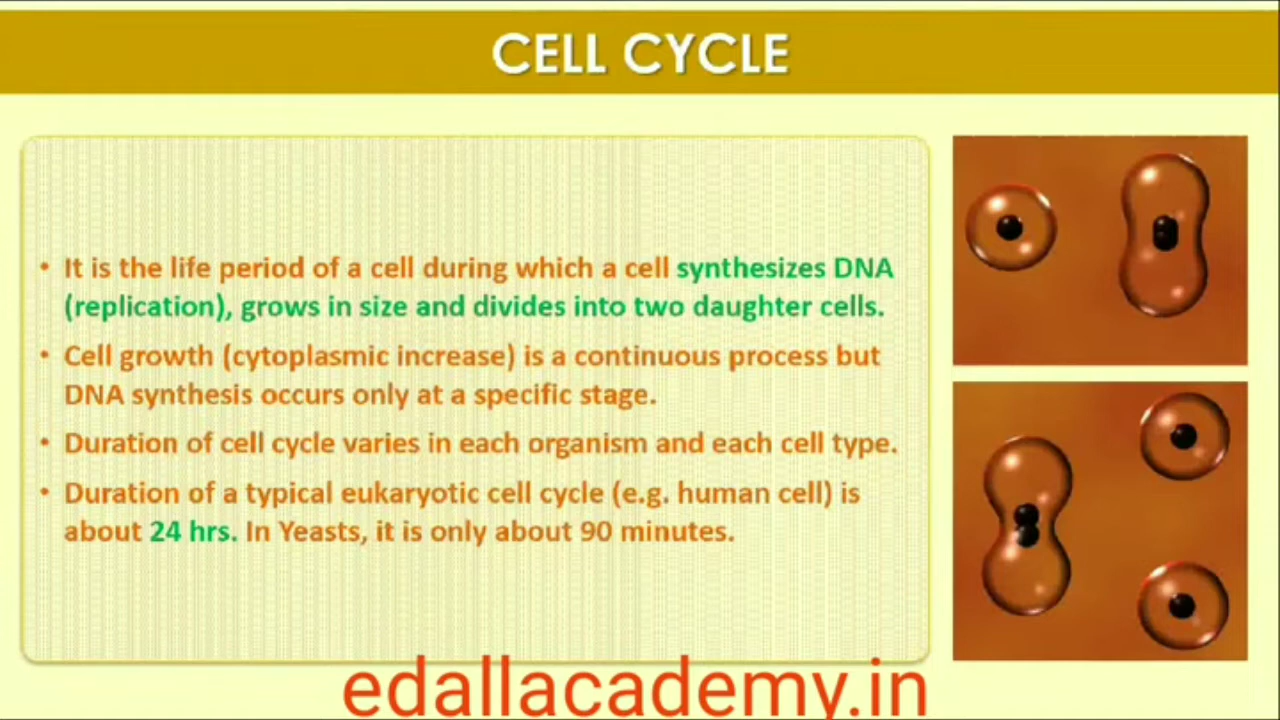 CELL CYCLE
• It is the life period of a cell during which a cell synthesizes DNA
(replication), grows in size and divides into two daughter cells.
• Cell growth (cytoplasmic increase) is a continuous process but
DNA synthesis occurs only at a specific stage.
• Duration of cell cycle varies in each organism and each cell type.
• Duration of a typical eukaryotic cell cycle (e.g. human cell) is
about 24 hrs. In Yeasts, it is only about 90 minutes.
edallacademy.in